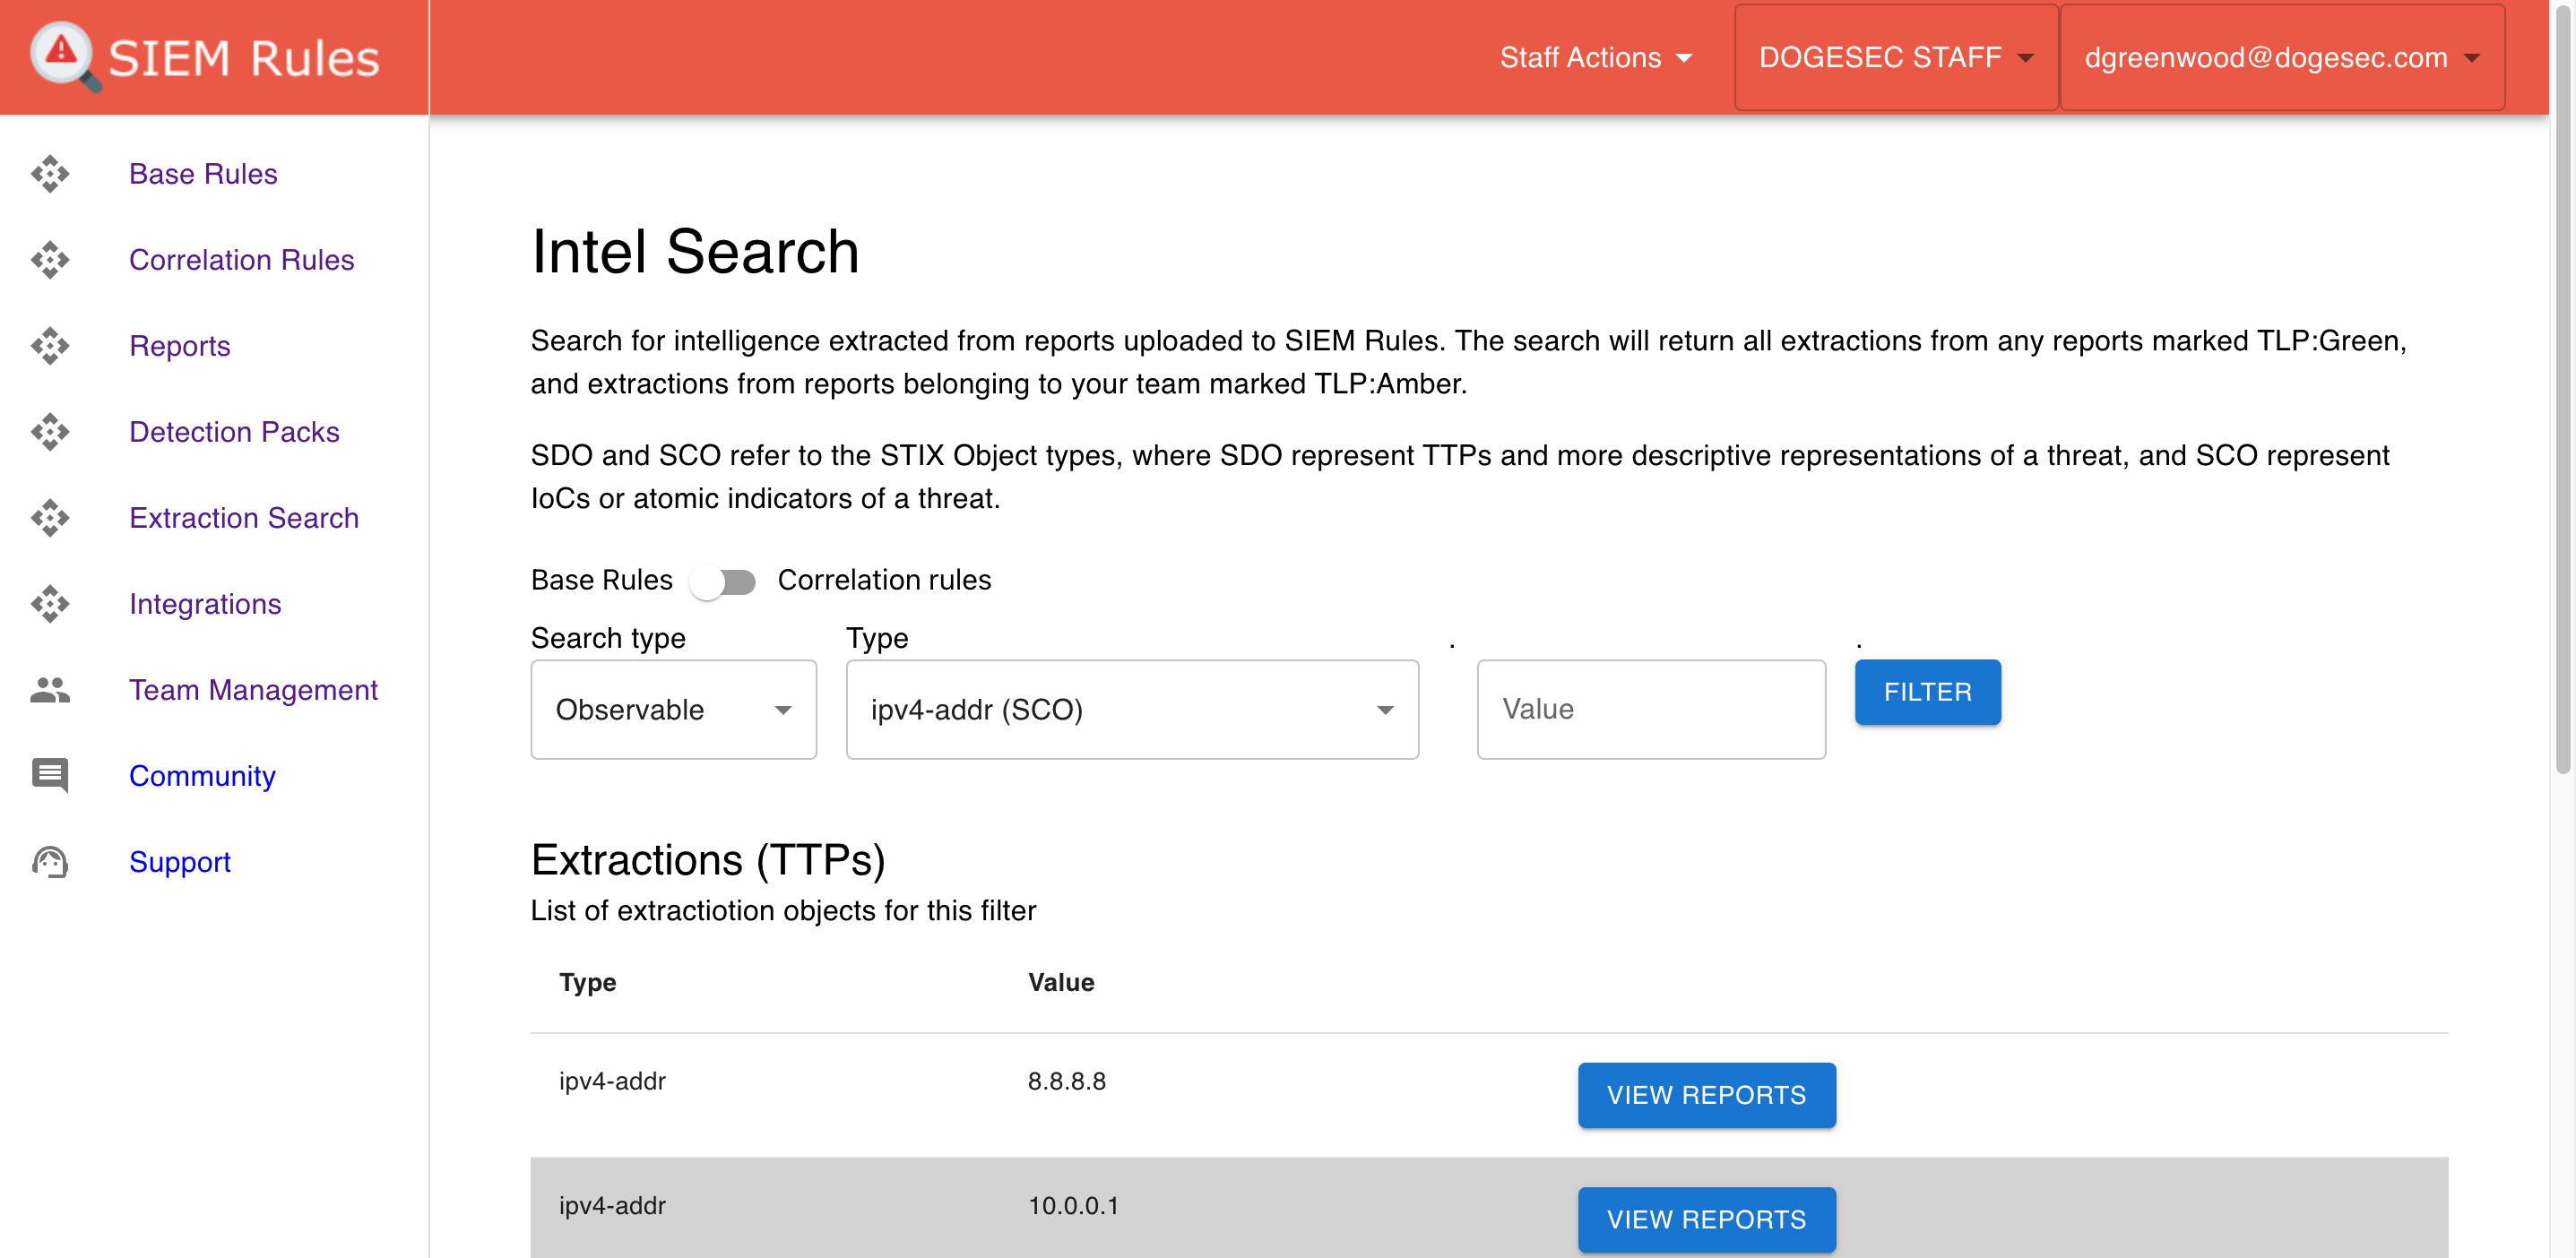 SIEM Rules
Staff Actions
DOGESEC STAFF
dgreenwood@dogesec.com
Base Rules
Correlation Rules
Reports
Detection Packs
Extraction Search
Integrations
Team Management
Community
Support
Intel Search
Search for intelligence extracted from reports uploaded to SIEM Rules. The search will return all extractions from any reports marked TLP:Green,
and extractions from reports belonging to your team marked TLP:Amber.
SDO and SCO refer to the STIX Object types, where SDO represent TTPs and more descriptive representations of a threat, and SCO represent
IoCs or atomic indicators of a threat.
Base Rules Correlation rules
Search type Type . .
Observable ipv4-addr (SCO) Value FILTER
Extractions (TTPs)
List of extractiotion objects for this filter
Type Value
ipv4-addr 8.8.8.8 VIEW REPORTS
ipv4-addr 10.0.0.1 VIEW REPORTS